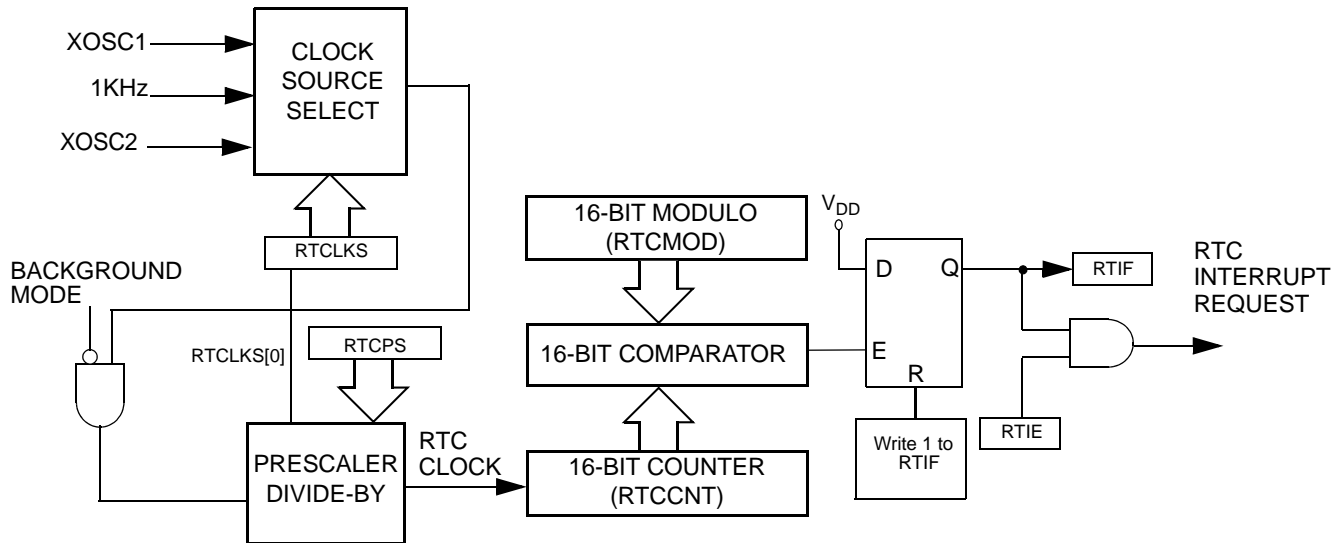 XOSC1
1KHz
XOSC2
CLOCK
SOURCE
SELECT
RTCLKS
BACKGROUND
MODE
RTCLKS[0]
RTCPS
PRESCALER
DIVIDE-BY
RTC
CLOCK
16-BIT MODULO
(RTCMOD)
16-BIT COMPARATOR
16-BIT COUNTER
(RTCCNT)
VDD
D
Q
E
R
Write 1 to
RTIF
RTIF
RTIE
RTC
INTERRUPT
REQUEST